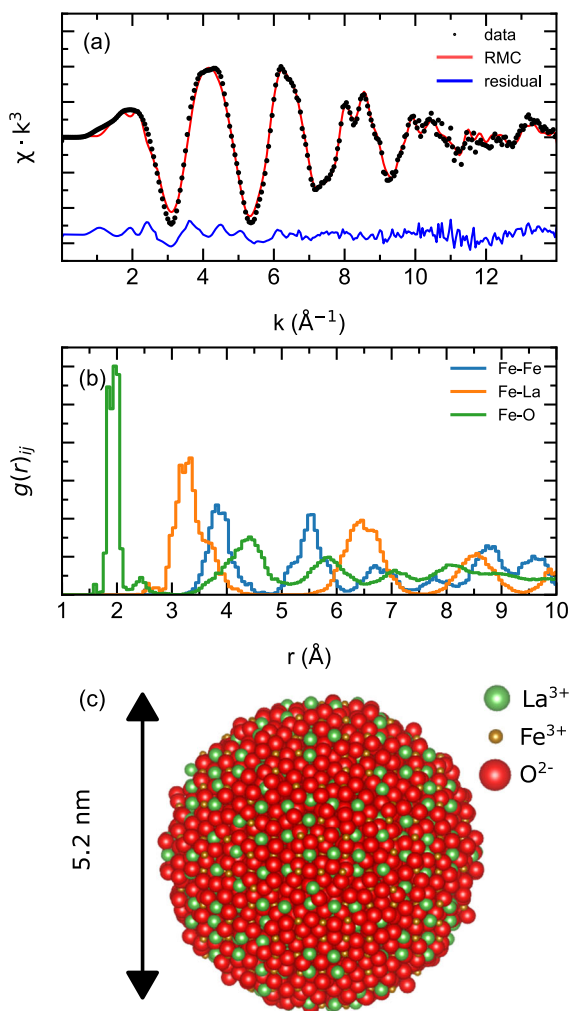 (a)
data
RMC
residual
χ · k³
2 4 6 8 10 12
k (Å⁻¹)
(b)
Fe-Fe
Fe-La
Fe-O
g(r)ᵢⱼ
1 2 3 4 5 6 7 8 9 10
r (Å)
(c)
La³⁺
Fe³⁺
O²⁻
5.2 nm